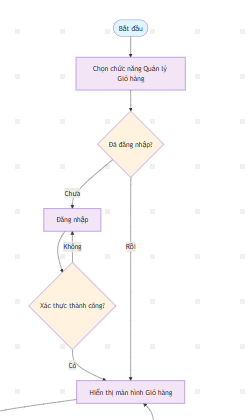 Bắt đầu
Chọn chức năng Quản lý
Giỏ hàng
Đã đăng nhập?
Chưa
Đăng nhập
Không
Rồi
Xác thực thành công?
Có
Hiển thị màn hình Giỏ hàng